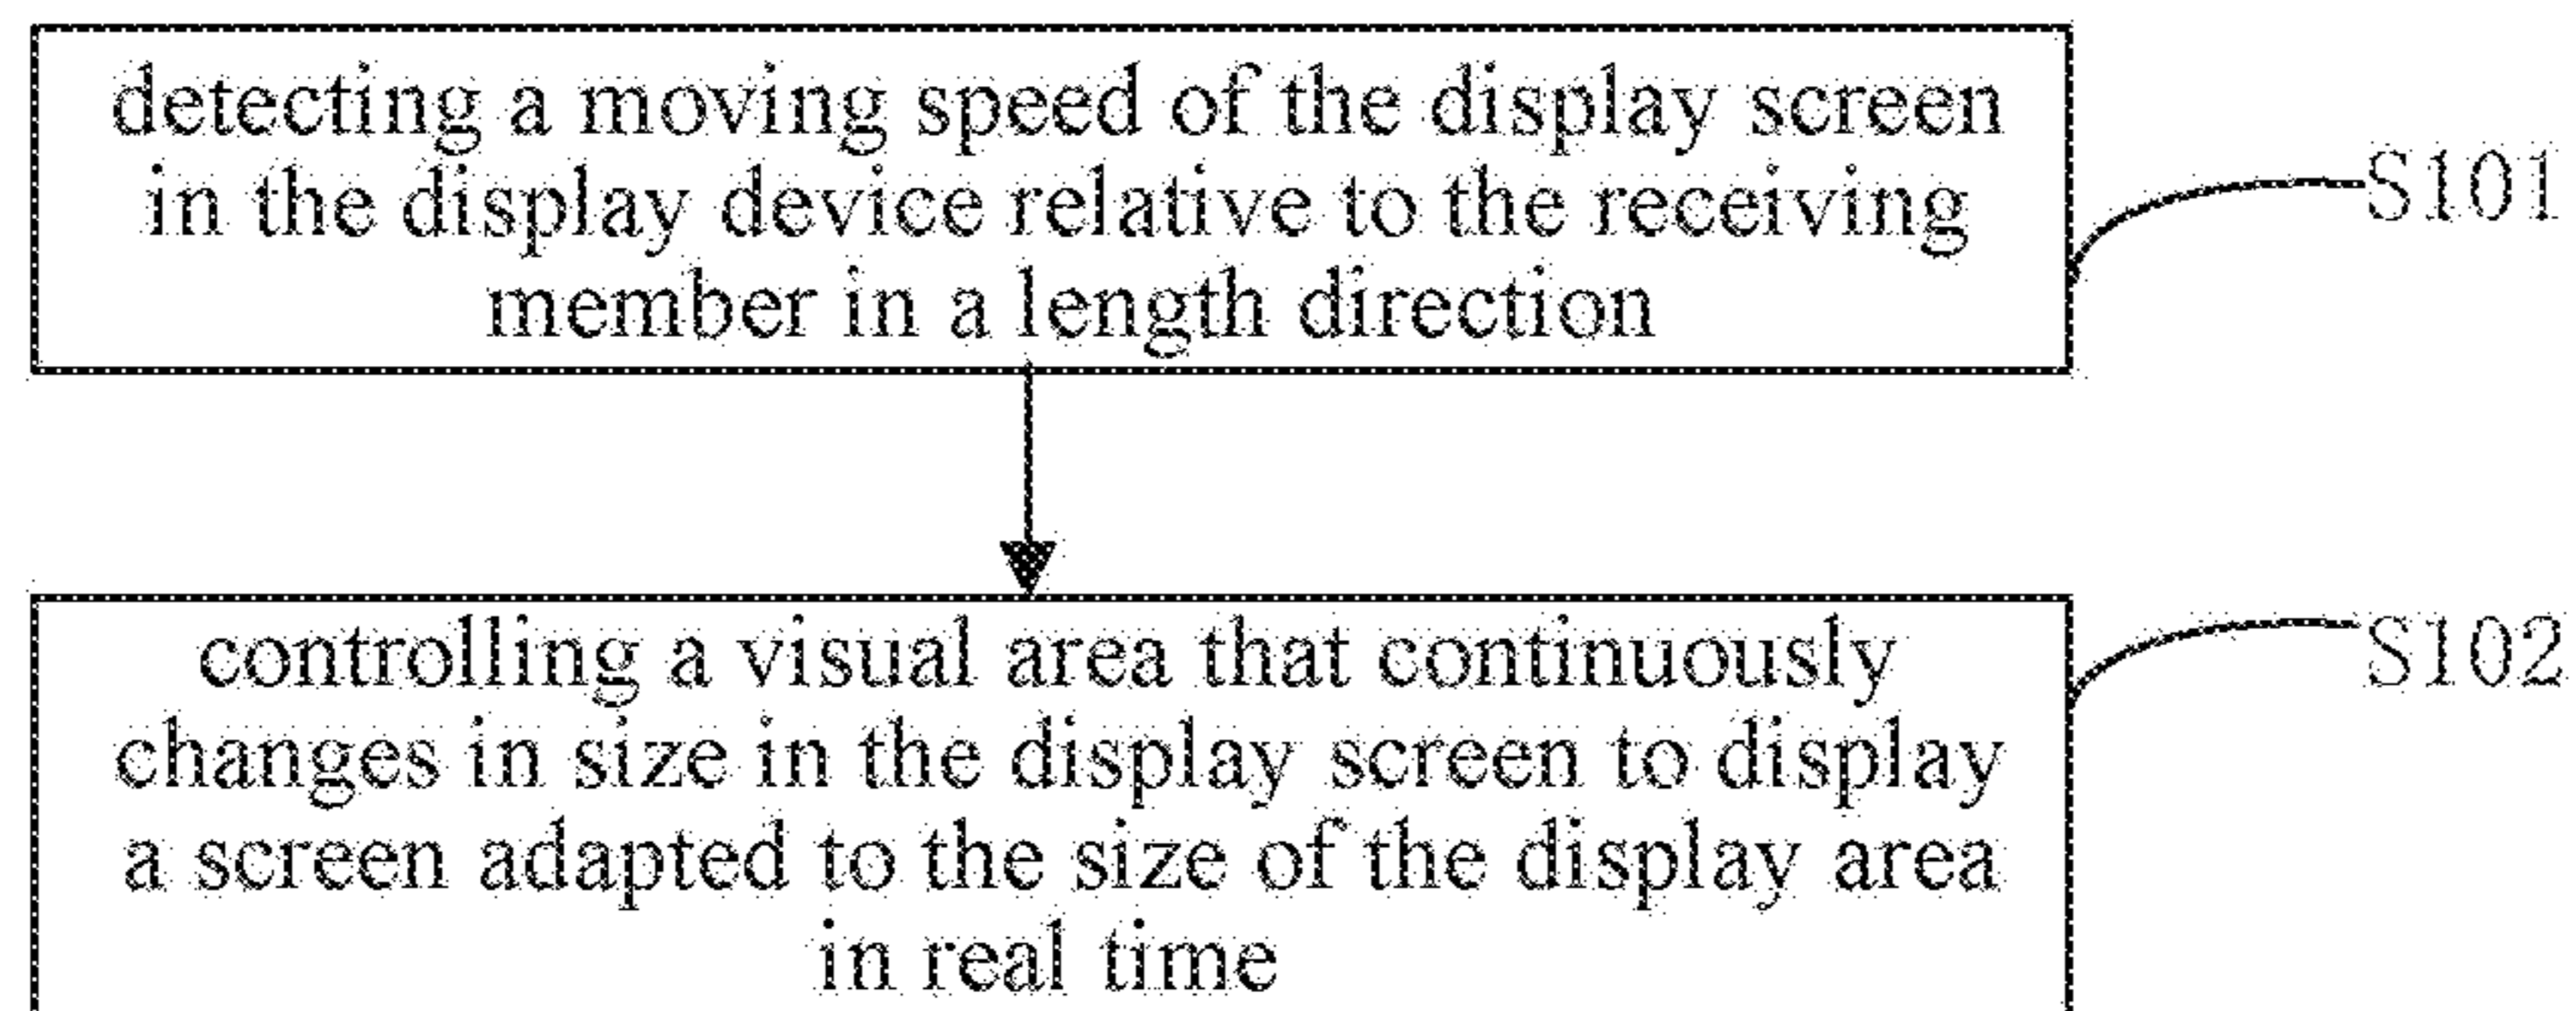 detecting a moving speed of the display screen
in the display device relative to the receiving
member in a length direction
S101
controlling a visual area that continuously
changes in size in the display screen to display
a screen adapted to the size of the display area
in real time
S102